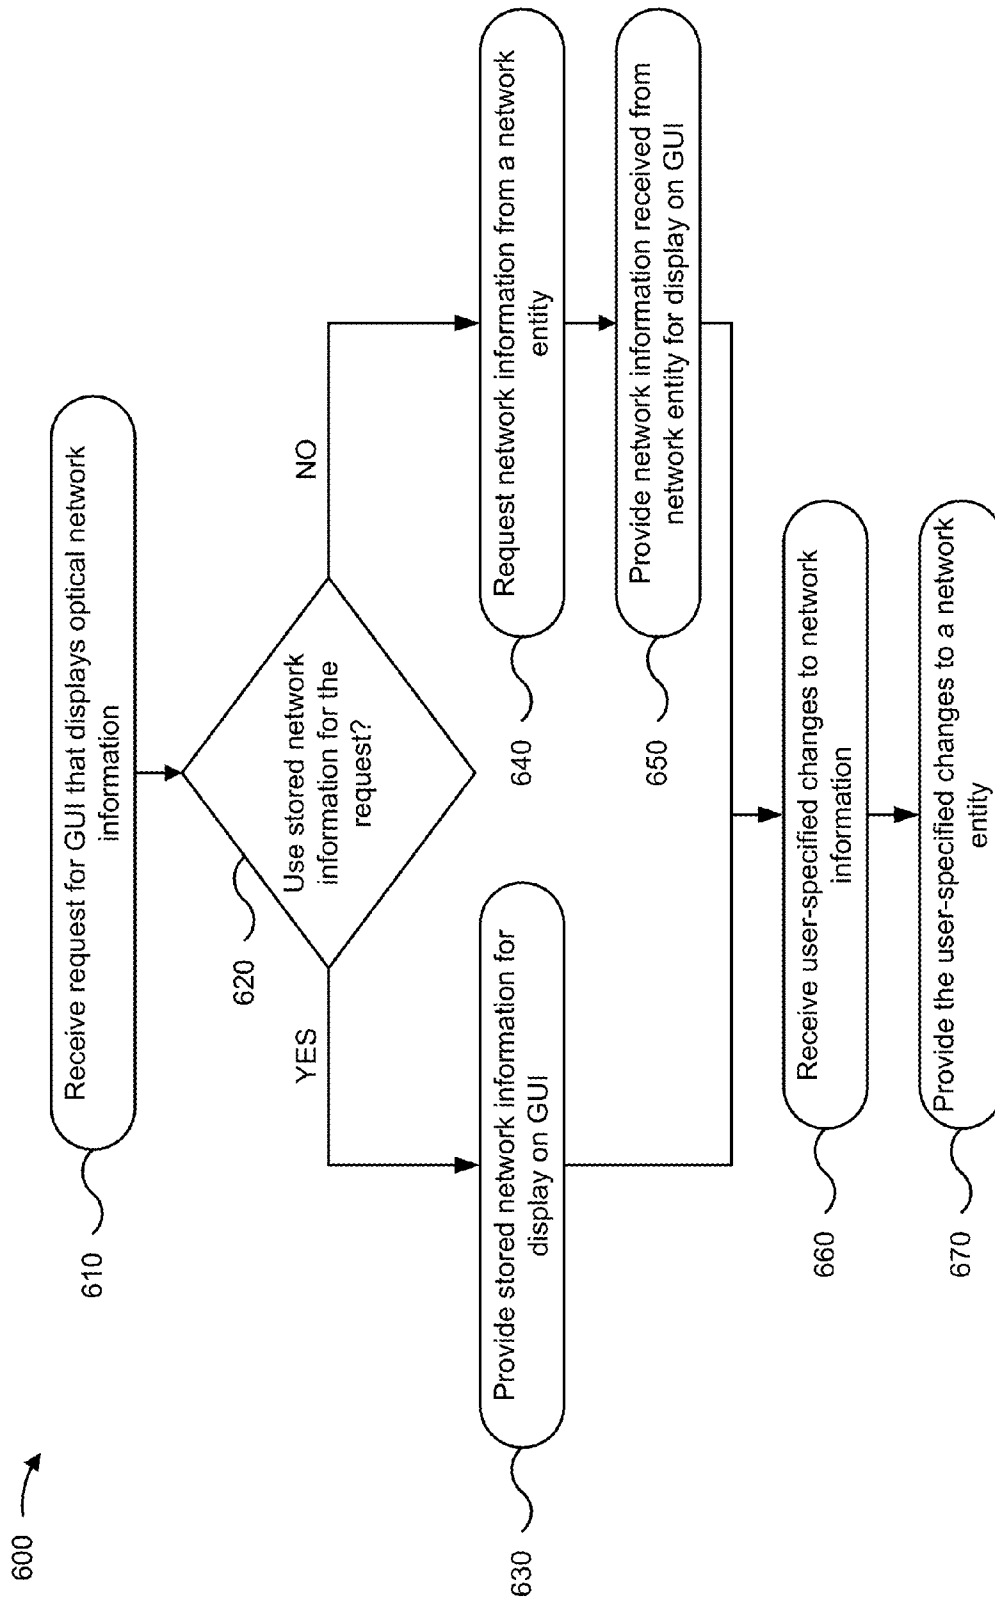 600
610
Receive request for GUI that displays optical network
information
620
Use stored network
information for the
request?
YES
NO
630
Provide stored network information for
display on GUI
640
Request network information from a network
entity
650
Provide network information received from
network entity for display on GUI
660
Receive user-specified changes to network
information
670
Provide the user-specified changes to a network
entity